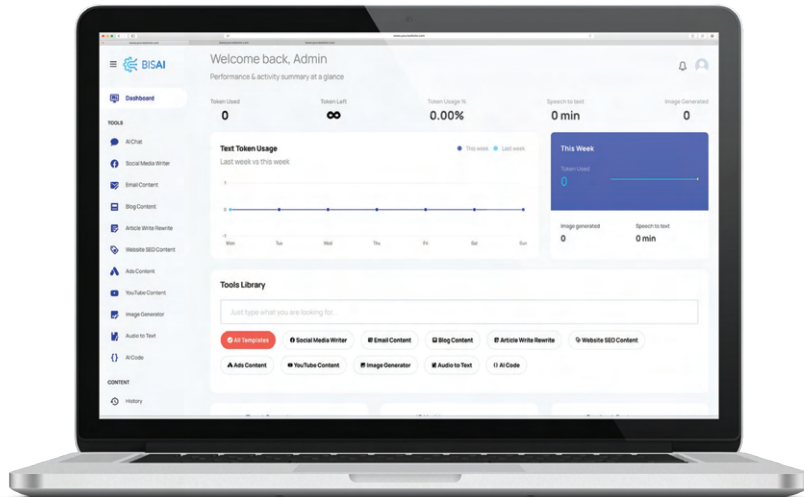 BISAI
Welcome back, Admin
Performance & activity summary at a glance
Dashboard
TOOLS
AI Chat
Social Media Writer
Email Content
Blog Content
Article Write Rewrite
Website SEO Content
Ads Content
YouTube Content
Image Generator
Audio to Text
AI Code
CONTENT
History
Token Used
0
Token Left
∞
Token Usage %
0.00%
Speech to text
0 min
Image Generated
0
Text Token Usage
This week Last week
Last week vs this week
1
0
-1
Mon Tue Wed Thu Fri Sat Sun
This Week
Token Used
0
Image generated
0
Speech to text
0 min
Tools Library
Just type what you are looking for..
All Templates Social Media Writer Email Content Blog Content Article Write Rewrite Website SEO Content
Ads Content YouTube Content Image Generator Audio to Text AI Code